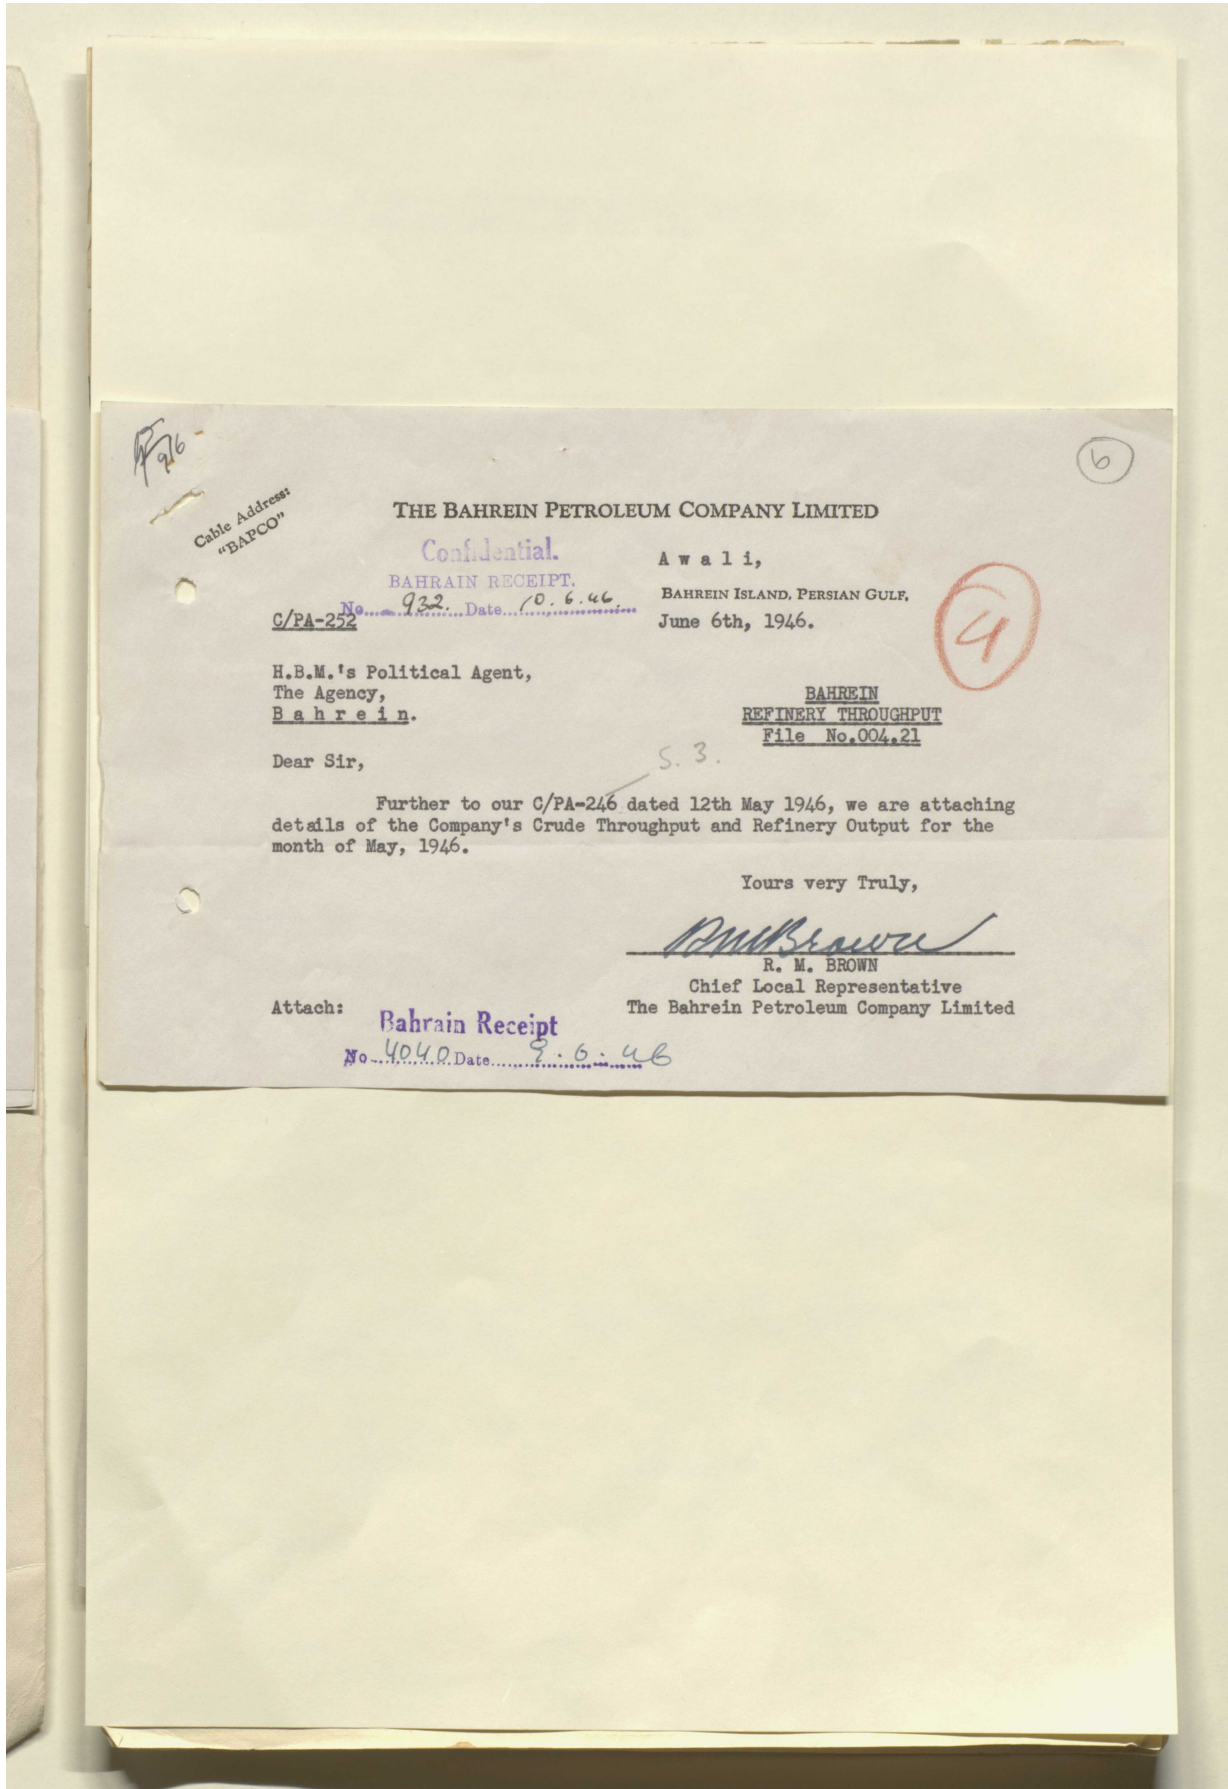 6
Cable Address:
"BAPCO"
THE BAHREIN PETROLEUM COMPANY LIMITED
Confidential.
BAHRAIN RECEIPT.
No. 932. Date 10.6.46.
A w a l i,
BAHREIN ISLAND, PERSIAN GULF,
C/PA-252
June 6th, 1946.
4
H.B.M.'s Political Agent,
The Agency,
B a h r e i n.
BAHREIN
REFINERY THROUGHPUT
File No.004.21
Dear Sir,
S. 3.
Further to our C/PA-246 dated 12th May 1946, we are attaching
details of the Company's Crude Throughput and Refinery Output for the
month of May, 1946.
Yours very Truly,
RMBrown
R. M. BROWN
Chief Local Representative
The Bahrein Petroleum Company Limited
Attach:
Bahrain Receipt
No 4040 Date 9.6.46